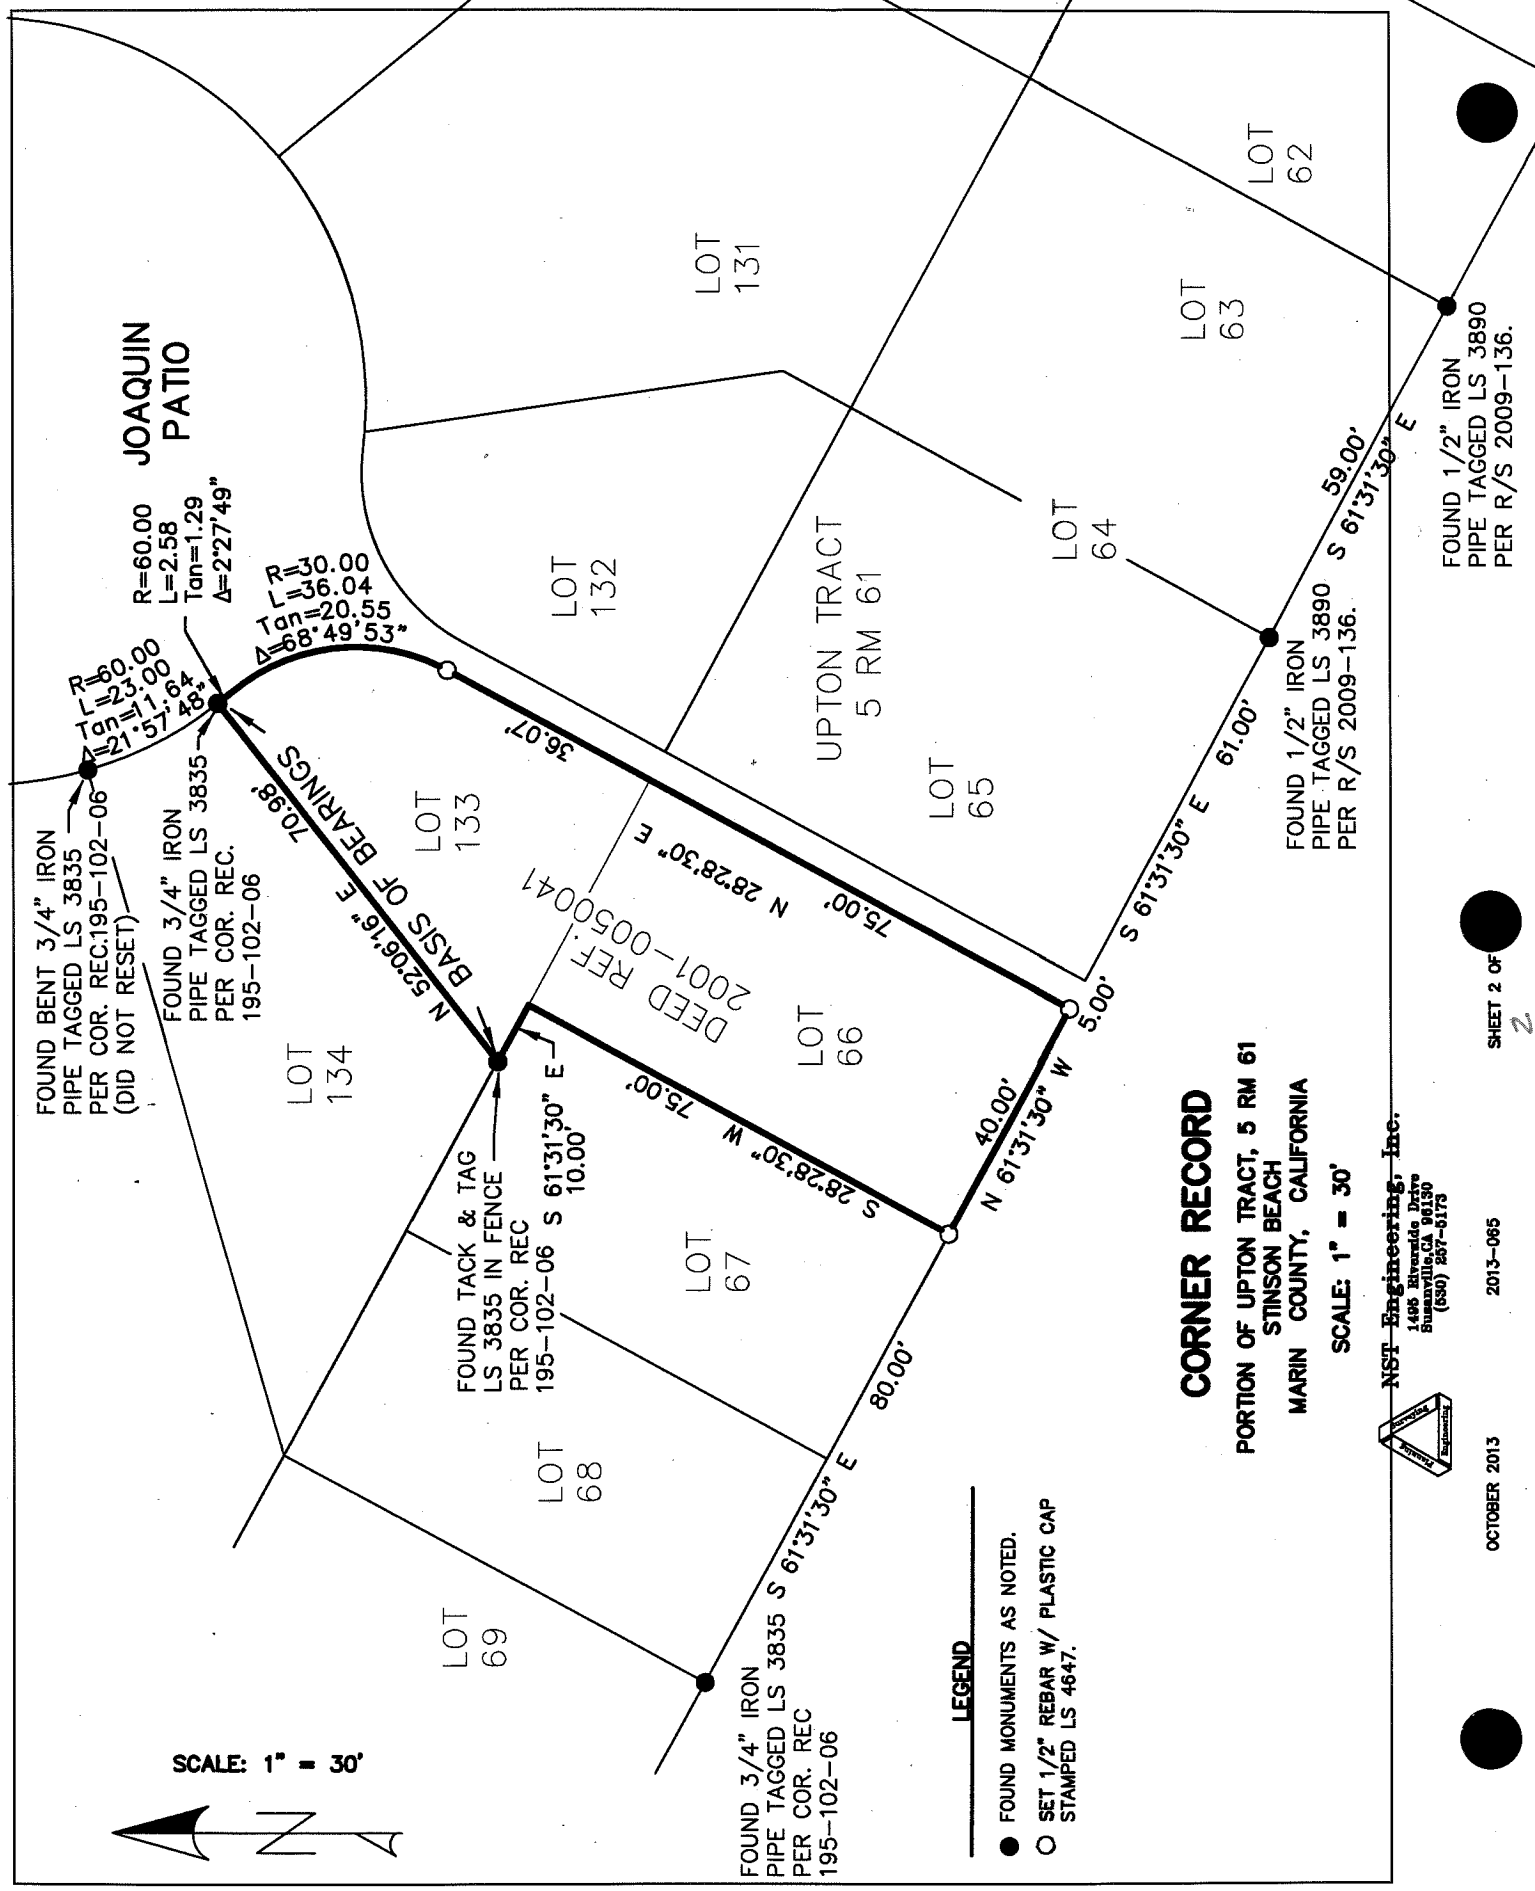 SCALE: 1" = 30'
N
FOUND BENT 3/4" IRON
PIPE TAGGED LS 3835
PER COR. REC.195-102-06
(DID NOT RESET)
FOUND 3/4" IRON
PIPE TAGGED LS 3835
PER COR. REC.
195-102-06
R=60.00
L=23.00
Tan=11.64
Δ=21°57'48"
R=60.00
L=2.58
Tan=1.29
Δ=2°27'49"
JOAQUIN
PATIO
R=30.00
L=36.04
Tan=20.55
Δ=68°49'53"
70.98'
N 52°06'16" E
BASIS OF BEARINGS
LOT
134
LOT
133
LOT
132
LOT
131
LOT
62
LOT
63
LOT
64
LOT
65
LOT
66
LOT
67
LOT
68
LOT
69
UPTON TRACT
5 RM 61
DEED REF.
2001-0050041
36.07'
N 28°28'30" E
75.00'
75.00'
S 28°28'30" W
FOUND TACK & TAG
LS 3835 IN FENCE
PER COR. REC
195-102-06
S 61°31'30" E
10.00'
40.00'
N 61°31'30" W
5.00'
S 61°31'30" E 61.00'
59.00'
S 61°31'30" E
S 61°31'30" E 80.00'
FOUND 3/4" IRON
PIPE TAGGED LS 3835
PER COR. REC
195-102-06
FOUND 1/2" IRON
PIPE TAGGED LS 3890
PER R/S 2009-136.
FOUND 1/2" IRON
PIPE TAGGED LS 3890
PER R/S 2009-136.
LEGEND
FOUND MONUMENTS AS NOTED.
SET 1/2" REBAR W/ PLASTIC CAP
STAMPED LS 4647.
CORNER RECORD
PORTION OF UPTON TRACT, 5 RM 61
STINSON BEACH
MARIN COUNTY, CALIFORNIA
SCALE: 1" = 30'
Planning
Surveying
Engineering
NST Engineering, Inc.
1495 Riverside Drive
Susanville,CA 96130
(530) 257-5173
OCTOBER 2013
2013-065
SHEET 2 OF
2